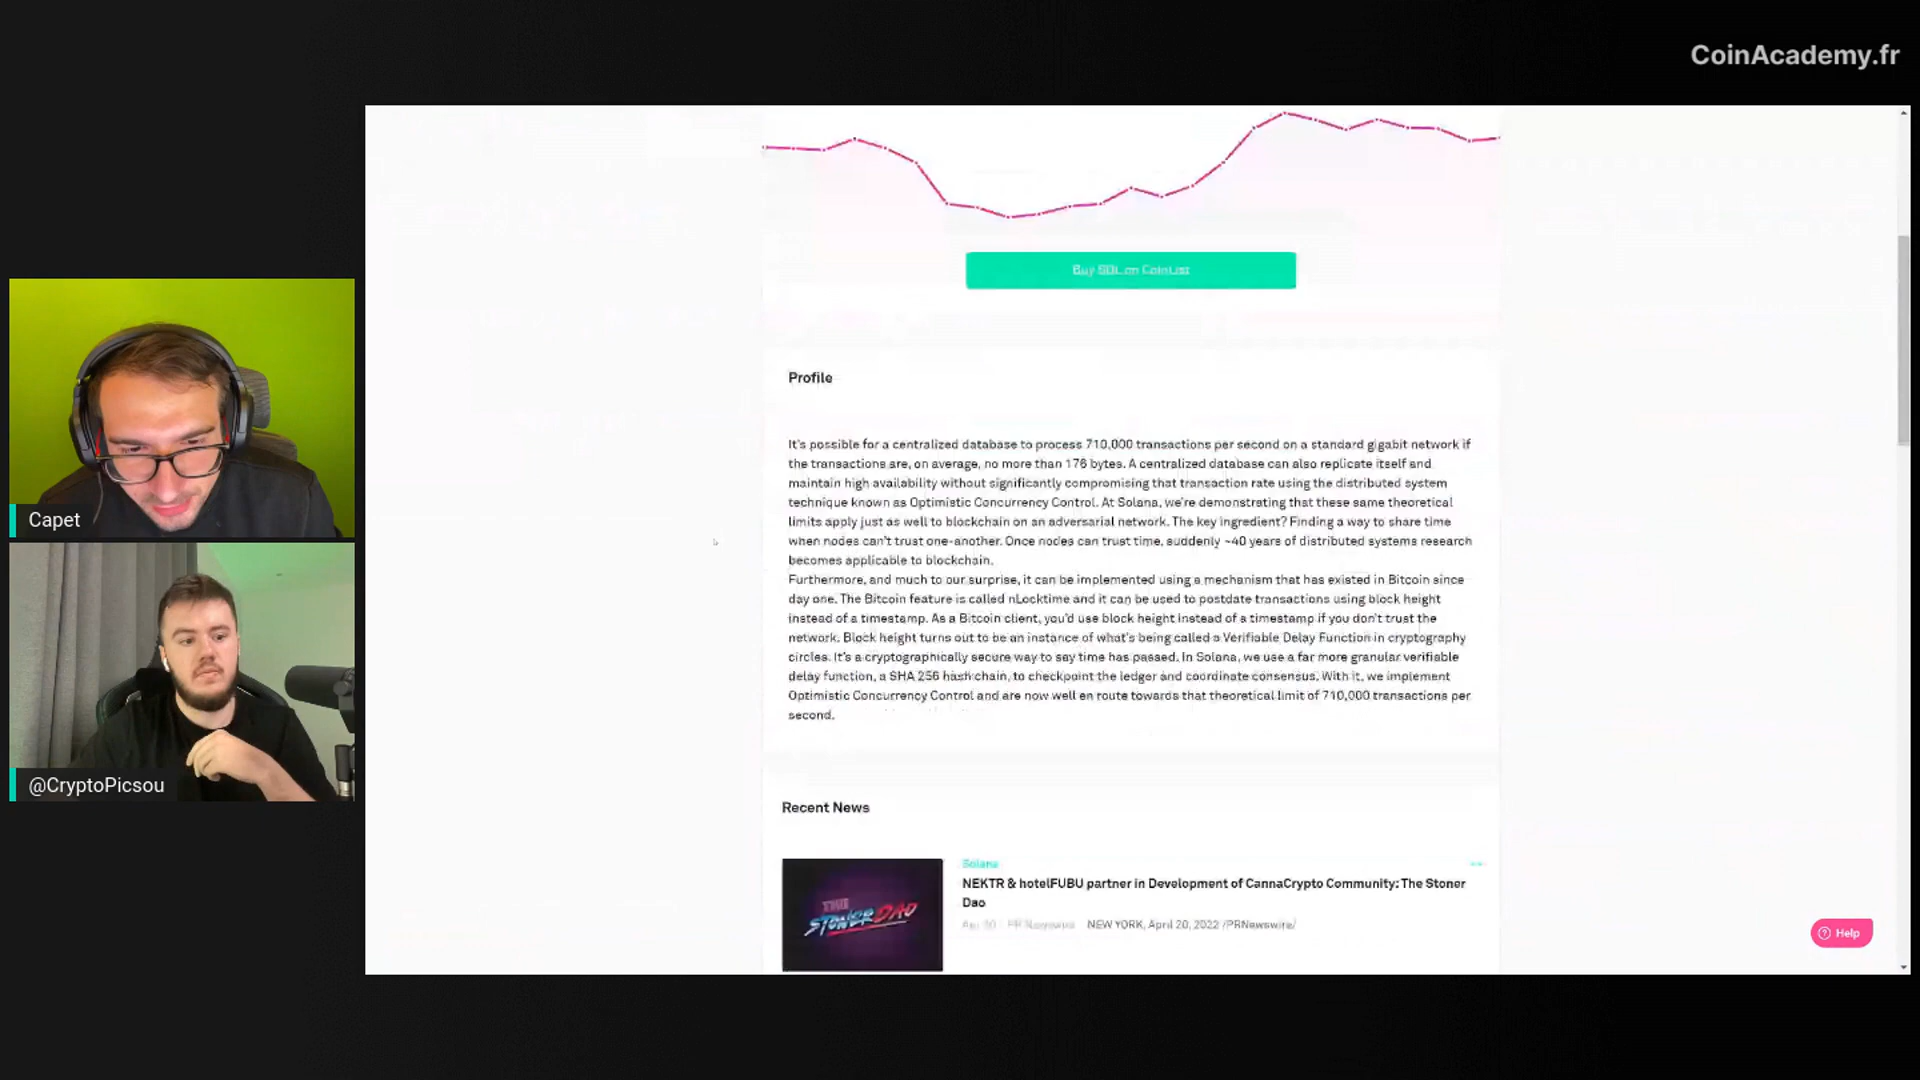 CoinAcademy.fr
Buy SOL on CoinList
Profile
It's possible for a centralized database to process 710,000 transactions per second on a standard gigabit network if
the transactions are, on average, no more than 176 bytes. A centralized database can also replicate itself and
maintain high availability without significantly compromising that transaction rate using the distributed system
technique known as Optimistic Concurrency Control. At Solana, we're demonstrating that these same theoretical
limits apply just as well to blockchain on an adversarial network. The key ingredient? Finding a way to share time
when nodes can't trust one-another. Once nodes can trust time, suddenly ~40 years of distributed systems research
becomes applicable to blockchain.
Furthermore, and much to our surprise, it can be implemented using a mechanism that has existed in Bitcoin since
day one. The Bitcoin feature is called nLocktime and it can be used to postdate transactions using block height
instead of a timestamp. As a Bitcoin client, you'd use block height instead of a timestamp if you don't trust the
network. Block height turns out to be an instance of what's being called a Verifiable Delay Function in cryptography
circles. It's a cryptographically secure way to say time has passed. In Solana, we use a far more granular verifiable
delay function, a SHA 256 hash chain, to checkpoint the ledger and coordinate consensus. With it, we implement
Optimistic Concurrency Control and are now well en route towards that theoretical limit of 710,000 transactions per
second.
Capet
@CryptoPicsou
Recent News
THE
STONER DAO
Solana
NEKTR & hotelFUBU partner in Development of CannaCrypto Community: The Stoner
Dao
PR Newswire NEW YORK, April 20, 2022 /PRNewswire/
Help